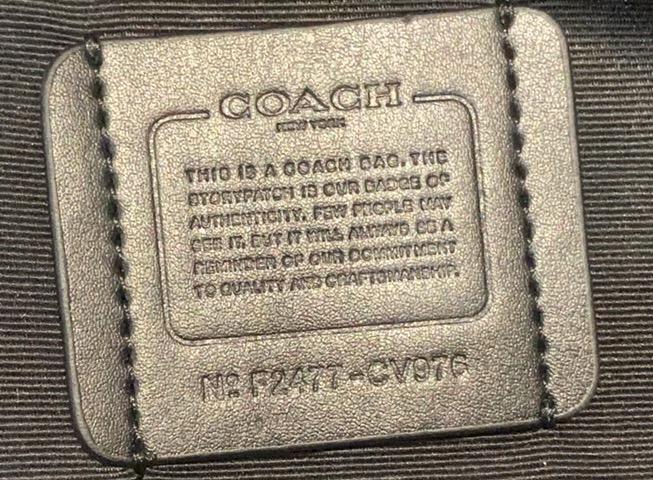 COACH
NEW YORK
THIS IS A COACH BAG. THE
STORYPATCH IS OUR BADGE OF
AUTHENTICITY. FEW PEOPLE MAY
SEE IT, BUT IT WILL ALWAYS BE A
REMINDER OF OUR COMMITMENT
TO QUALITY AND CRAFTSMANSHIP.
Nº F2477-CV976